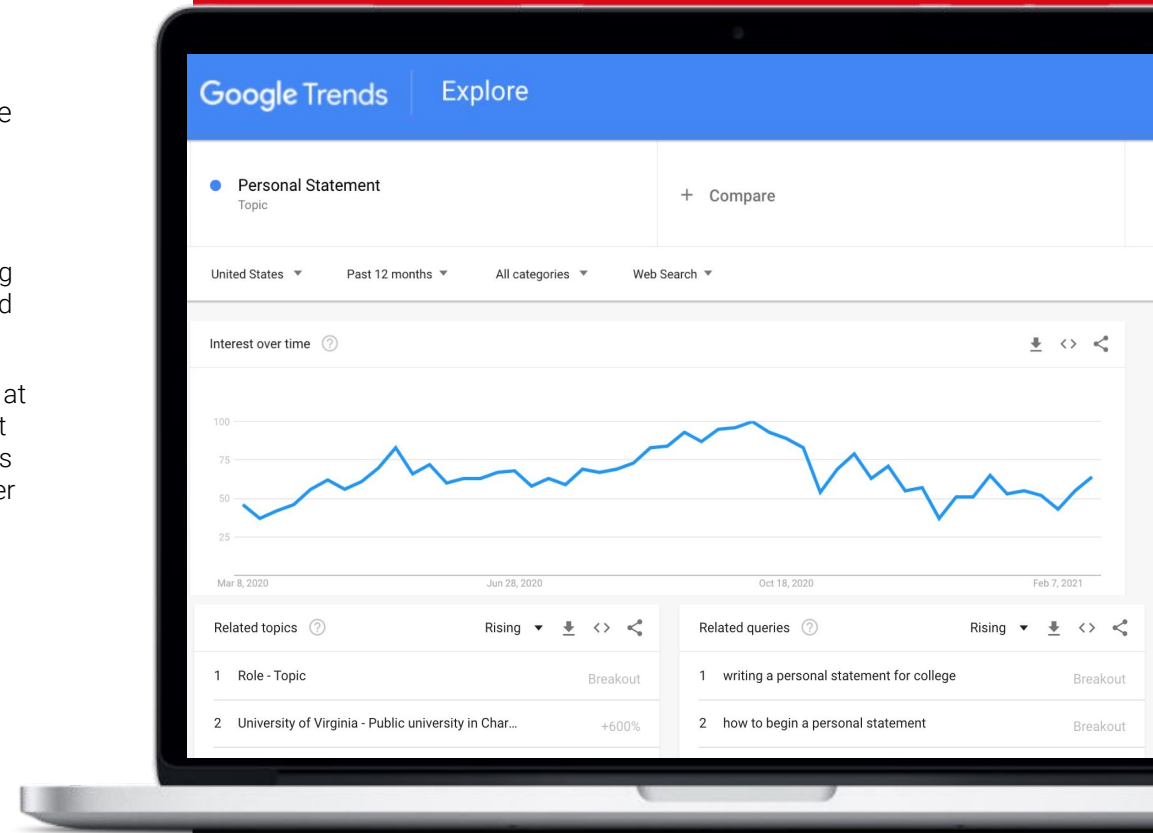 e
g
d
at
t
s
er
Google Trends Explore
Personal Statement
Topic
+ Compare
United States Past 12 months All categories Web Search
Interest over time ?
100
75
50
25
Mar 8, 2020 Jun 28, 2020 Oct 18, 2020 Feb 7, 2021
Related topics ? Rising
1 Role - Topic Breakout
2 University of Virginia - Public university in Char... +600%
Related queries ? Rising
1 writing a personal statement for college Breakout
2 how to begin a personal statement Breakout